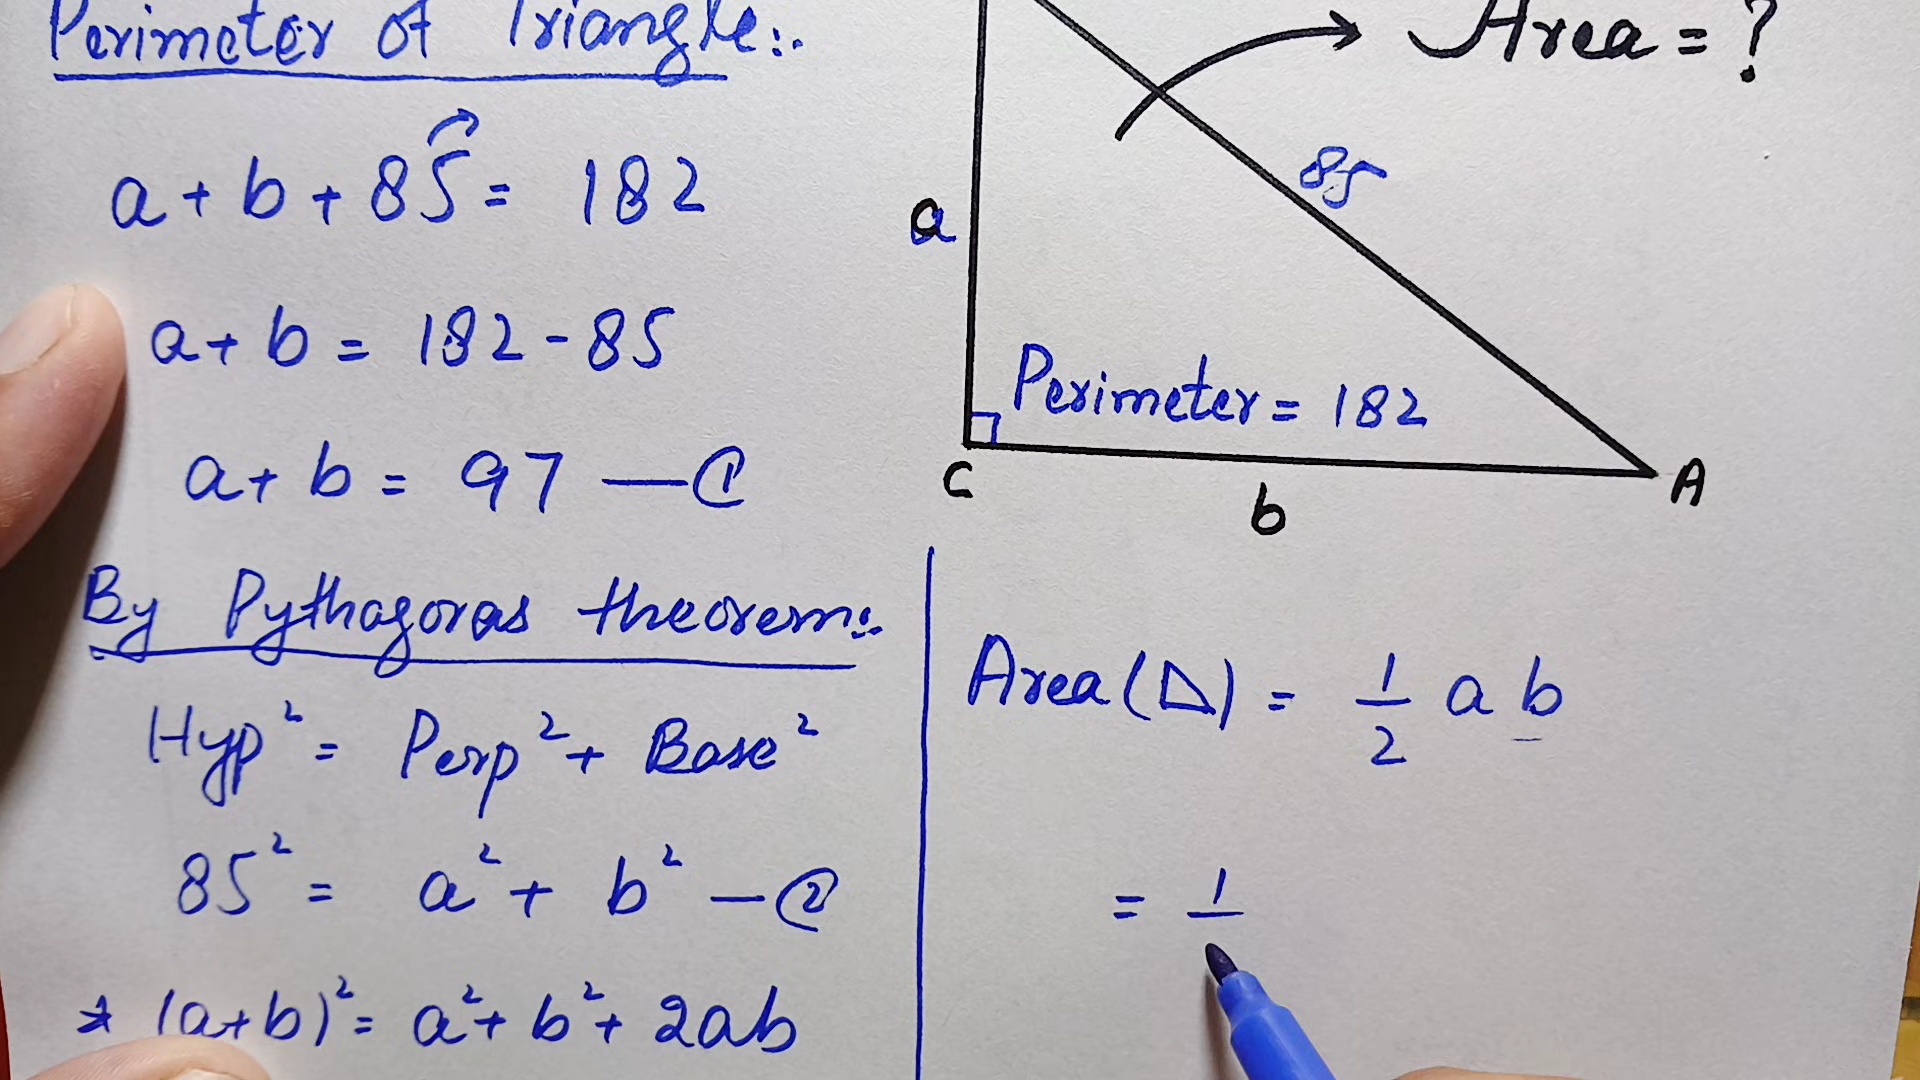 Perimeter of Triangle:.
a + b + 85 = 182
a + b = 182 - 85
a + b = 97 — ①
By Pythagoras theorem:.
Hyp² = Perp² + Base²
85² = a² + b² — ②
* (a+b)² = a² + b² + 2ab
Area = ?
85
a
Perimeter = 182
C
A
b
Area(△) = 1/2 a b
= 1